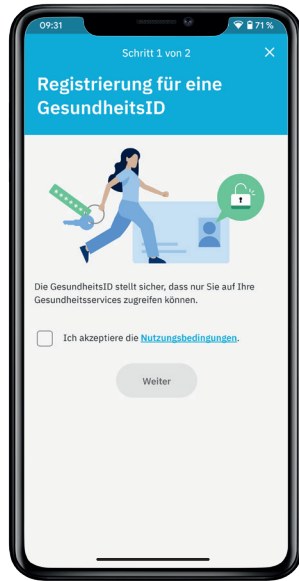 09:31
71 %
Schritt 1 von 2
Registrierung für eine
GesundheitsID
Die GesundheitsID stellt sicher, dass nur Sie auf Ihre
Gesundheitsservices zugreifen können.
Ich akzeptiere die Nutzungsbedingungen.
Weiter